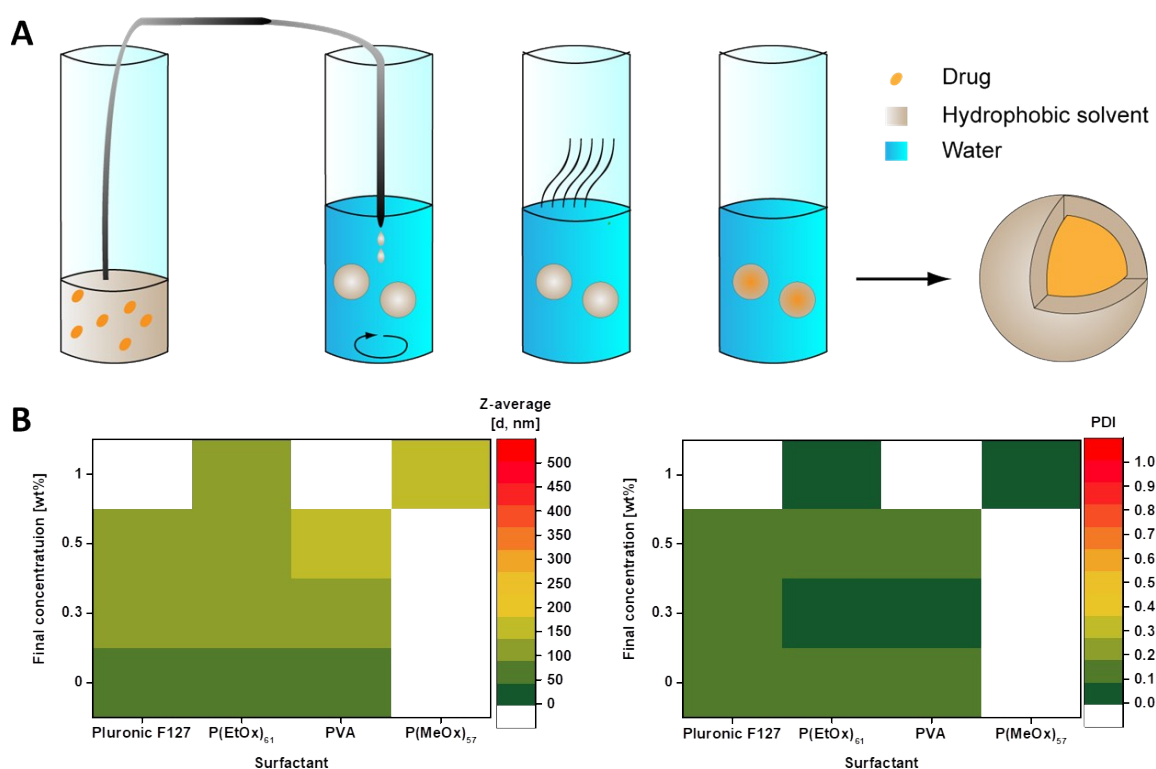 A
Drug
Hydrophobic solvent
Water
B
Z-average
[d, nm]
Final concentratuion [wt%]
1
0.5
0.3
0
500
450
400
350
300
250
200
150
100
50
0
Pluronic F127
P(EtOx)₆₁
PVA
P(MeOx)₅₇
Surfactant
PDI
Final concentration [wt%]
1
0.5
0.3
0
1.0
0.9
0.8
0.7
0.6
0.5
0.4
0.3
0.2
0.1
0.0
Pluronic F127
P(EtOx)₆₁
PVA
P(MeOx)₅₇
Surfactant